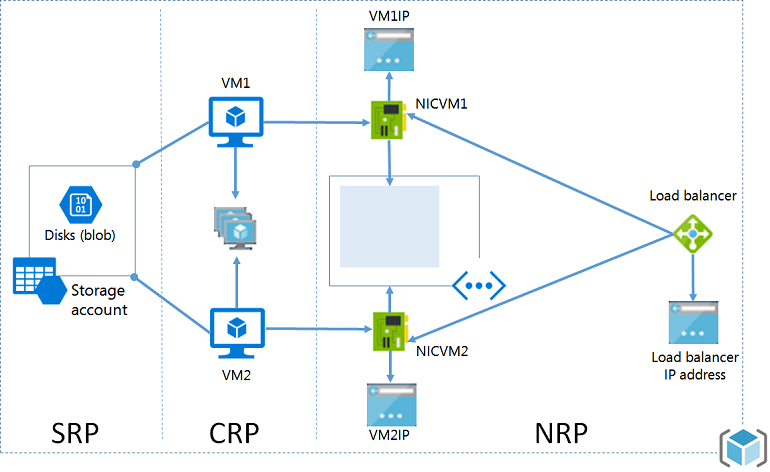 VM1IP
VM1
NICVM1
Load balancer
10
01
Disks (blob)
Storage
account
VM2
NICVM2
Load balancer
IP address
VM2IP
SRP
CRP
NRP